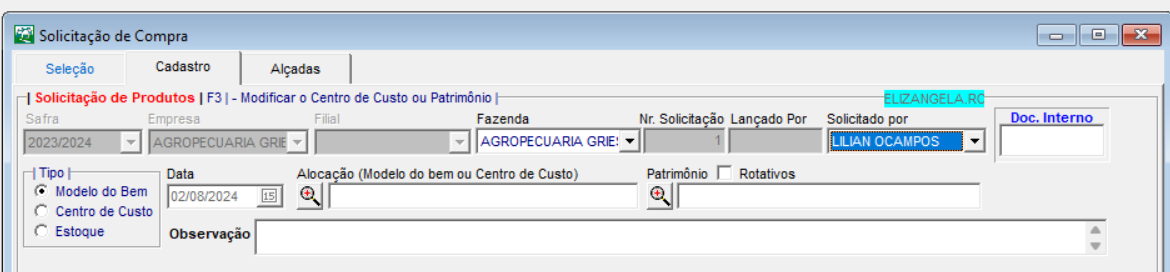 Solicitação de Compra
Seleção Cadastro Alçadas
| Solicitação de Produtos | F3 | - Modificar o Centro de Custo ou Patrimônio | ELIZANGELA.RO
Safra Empresa Filial Fazenda Nr. Solicitação Lançado Por Solicitado por Doc. Interno
2023/2024 AGROPECUARIA GRIE AGROPECUARIA GRIE 1 LILIAN OCAMPOS
| Tipo | Data Alocação (Modelo do bem ou Centro de Custo) Patrimônio Rotativos
Modelo do Bem 02/08/2024 15
Centro de Custo
Estoque Observação